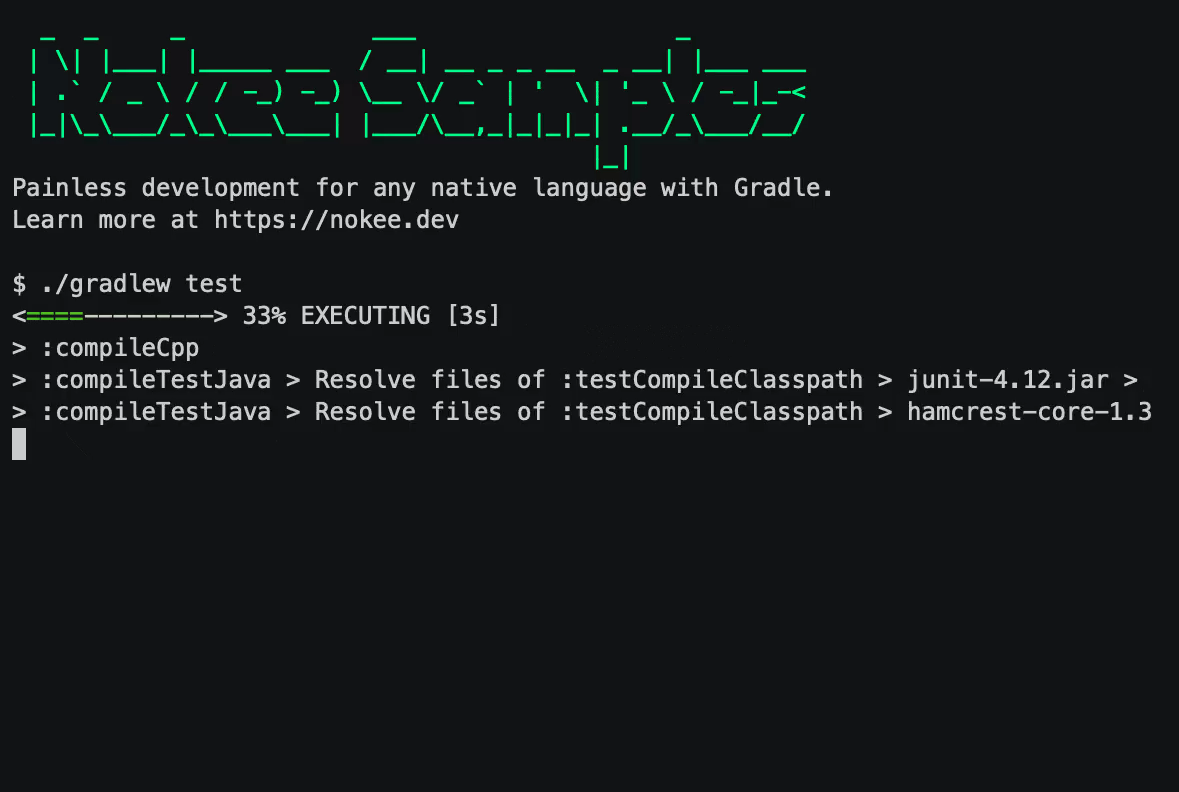 Nokee Samples
Painless development for any native language with Gradle.
Learn more at https://nokee.dev
$ ./gradlew test
<====---------> 33% EXECUTING [3s]
> :compileCpp
> :compileTestJava > Resolve files of :testCompileClasspath > junit-4.12.jar >
> :compileTestJava > Resolve files of :testCompileClasspath > hamcrest-core-1.3